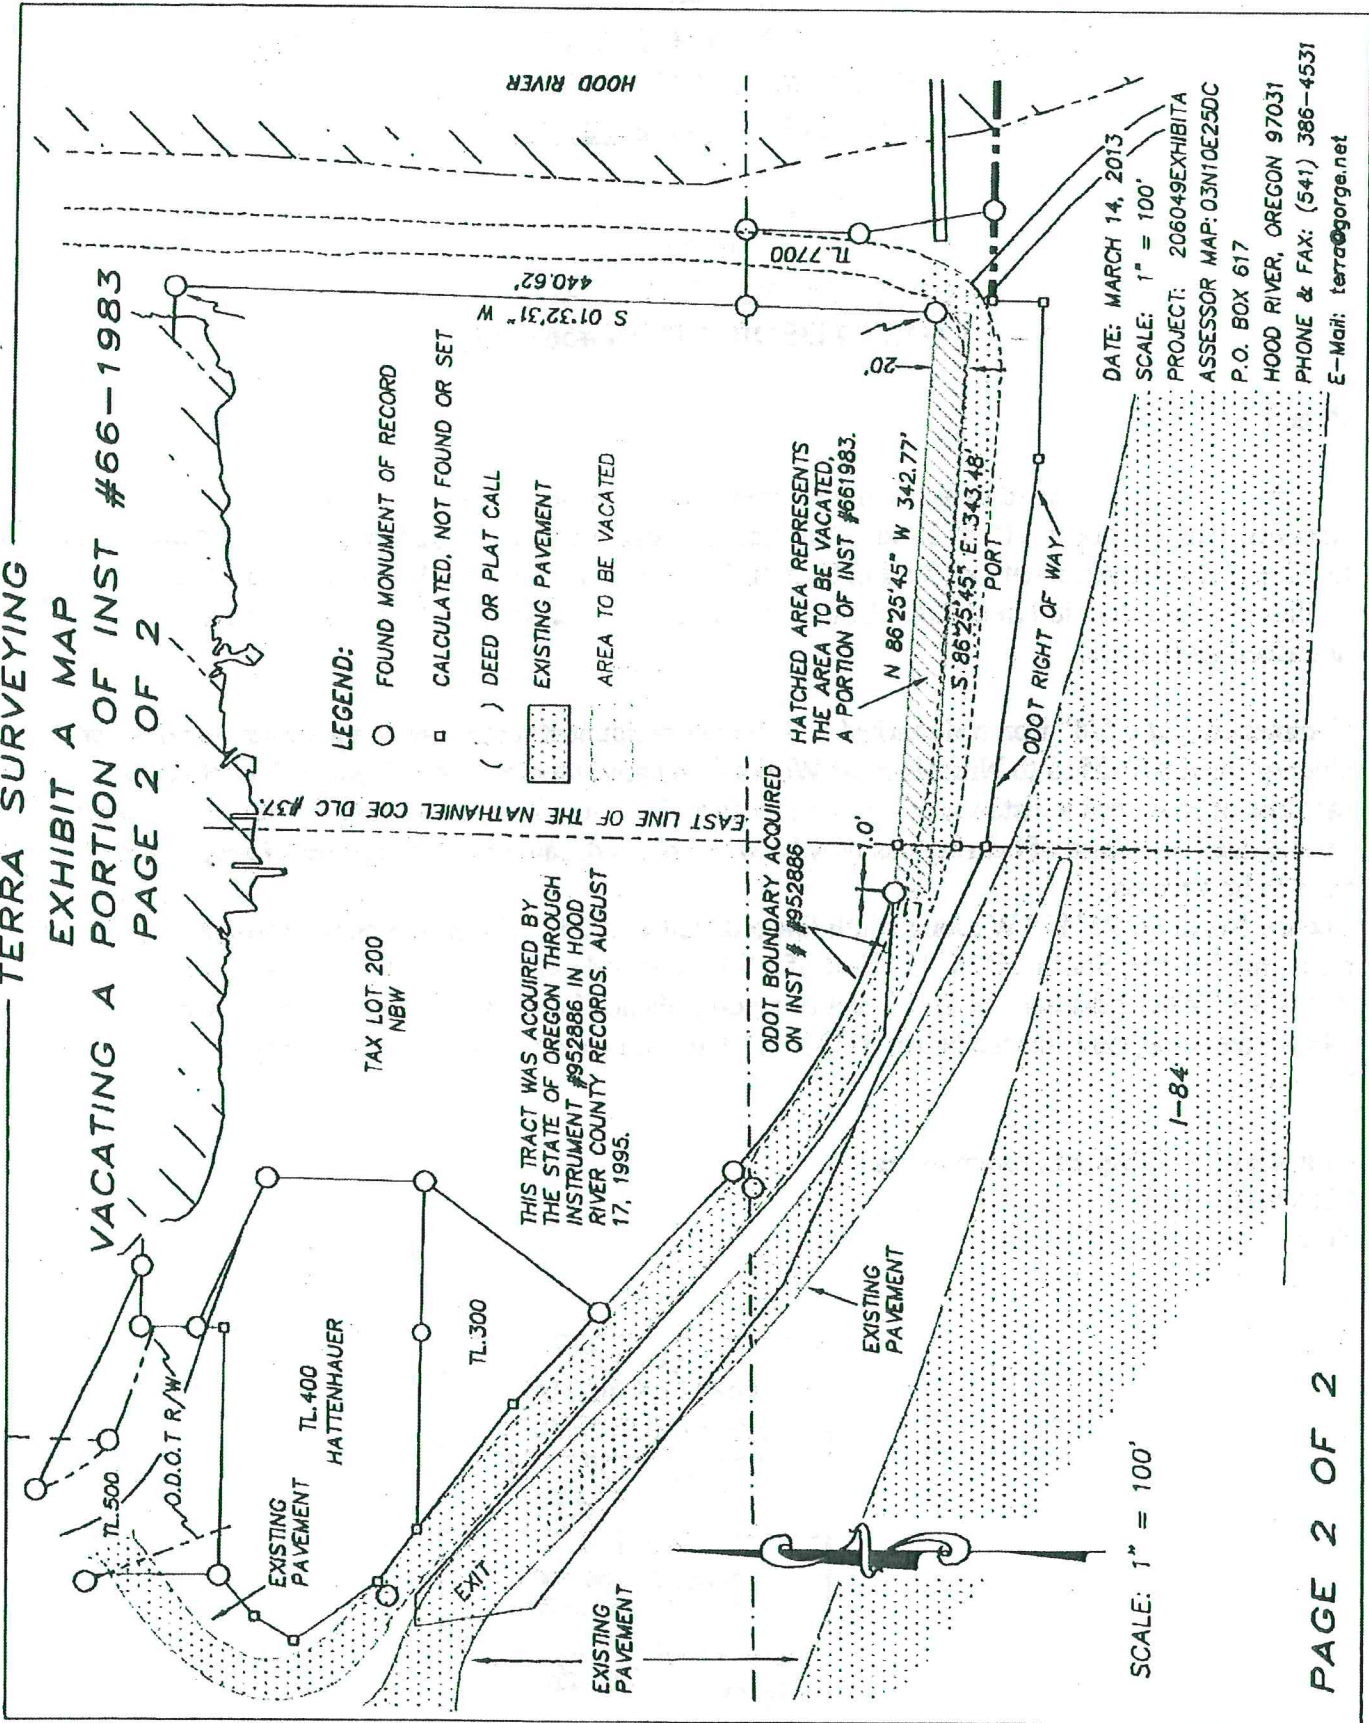 TERRA SURVEYING
EXHIBIT A MAP
VACATING A PORTION OF INST #66-1983
PAGE 2 OF 2
HOOD RIVER
LEGEND:
FOUND MONUMENT OF RECORD
CALCULATED, NOT FOUND OR SET
( ) DEED OR PLAT CALL
EXISTING PAVEMENT
AREA TO BE VACATED
S 01°32'31" W
440.62'
TL.7700
20'
EAST LINE OF THE NATHANIEL COE DLC #37.
TAX LOT 200
NBW
THIS TRACT WAS ACQUIRED BY
THE STATE OF OREGON THROUGH
INSTRUMENT #952886 IN HOOD
RIVER COUNTY RECORDS. AUGUST
17, 1995.
ODOT BOUNDARY ACQUIRED
ON INST # #952886
1.0'
HATCHED AREA REPRESENTS
THE AREA TO BE VACATED,
A PORTION OF INST #661983.
N 86°25'45" W 342.77'
S 86°25'45" E 343.48'
PORT
ODOT RIGHT OF WAY
TL.500
O.D.O.T R/W
EXISTING
PAVEMENT
TL.400
HATTENHAUER
TL.300
EXIT
EXISTING
PAVEMENT
EXISTING
PAVEMENT
I-84
SCALE: 1" = 100'
DATE: MARCH 14, 2013
SCALE: 1" = 100'
PROJECT: 206049EXHIBITA
ASSESSOR MAP: 03N10E25DC
P.O. BOX 617
HOOD RIVER, OREGON 97031
PHONE & FAX: (541) 386-4531
E-Mail: terra@gorge.net
PAGE 2 OF 2